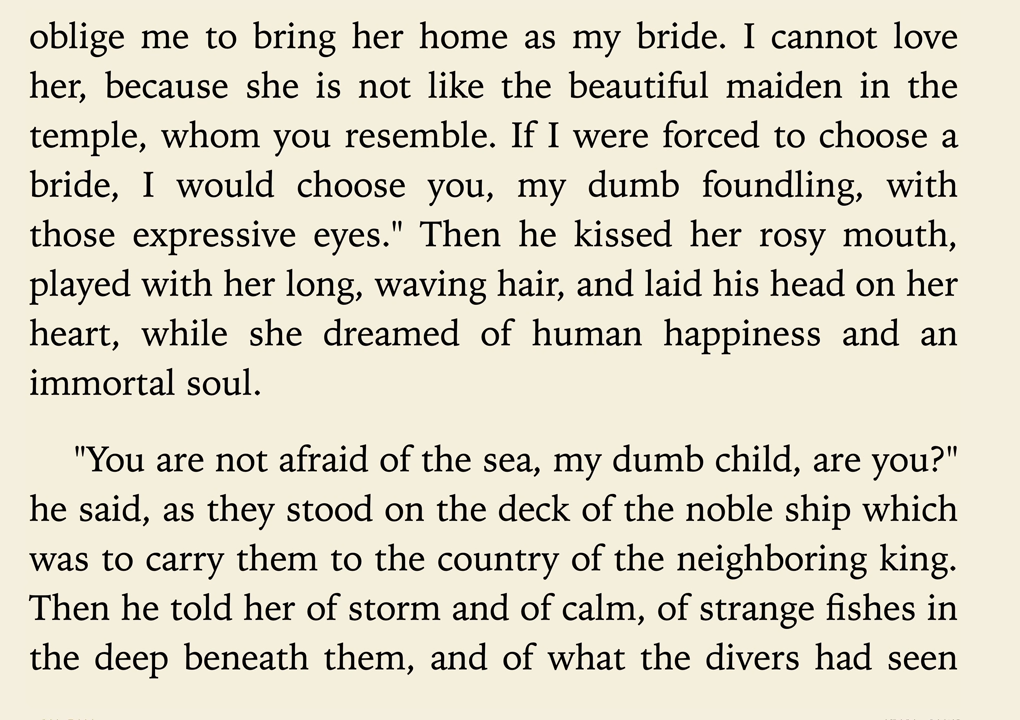 oblige me to bring her home as my bride. I cannot love
her, because she is not like the beautiful maiden in the
temple, whom you resemble. If I were forced to choose a
bride, I would choose you, my dumb foundling, with
those expressive eyes." Then he kissed her rosy mouth,
played with her long, waving hair, and laid his head on her
heart, while she dreamed of human happiness and an
immortal soul.
"You are not afraid of the sea, my dumb child, are you?"
he said, as they stood on the deck of the noble ship which
was to carry them to the country of the neighboring king.
Then he told her of storm and of calm, of strange fishes in
the deep beneath them, and of what the divers had seen